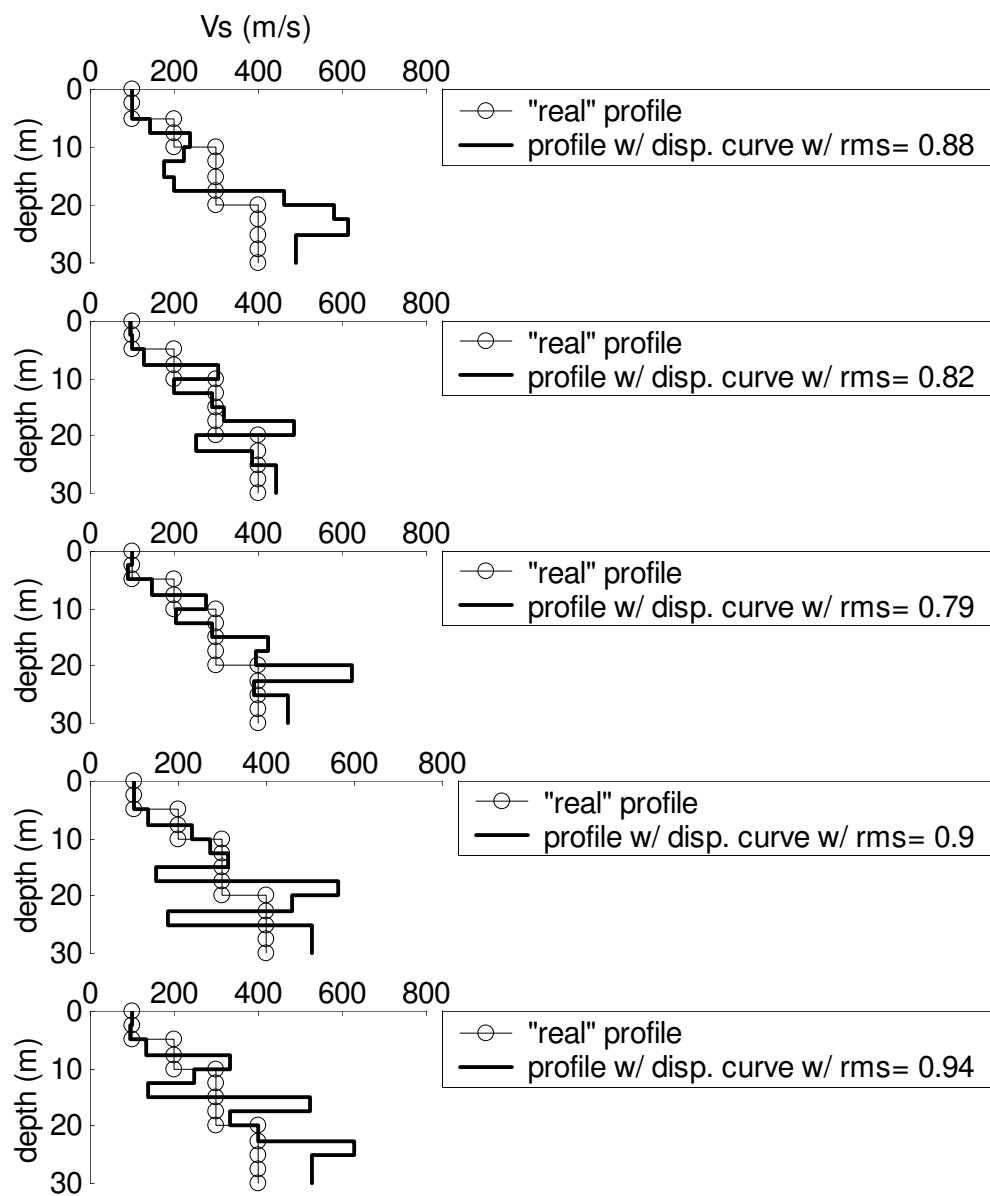 Vs (m/s)
0 200 400 600 800
0
10
20
30
depth (m)
"real" profile
profile w/ disp. curve w/ rms= 0.88
0 200 400 600 800
0
10
20
30
depth (m)
"real" profile
profile w/ disp. curve w/ rms= 0.82
0 200 400 600 800
0
10
20
30
depth (m)
"real" profile
profile w/ disp. curve w/ rms= 0.79
0 200 400 600 800
0
10
20
30
depth (m)
"real" profile
profile w/ disp. curve w/ rms= 0.9
0 200 400 600 800
0
10
20
30
depth (m)
"real" profile
profile w/ disp. curve w/ rms= 0.94